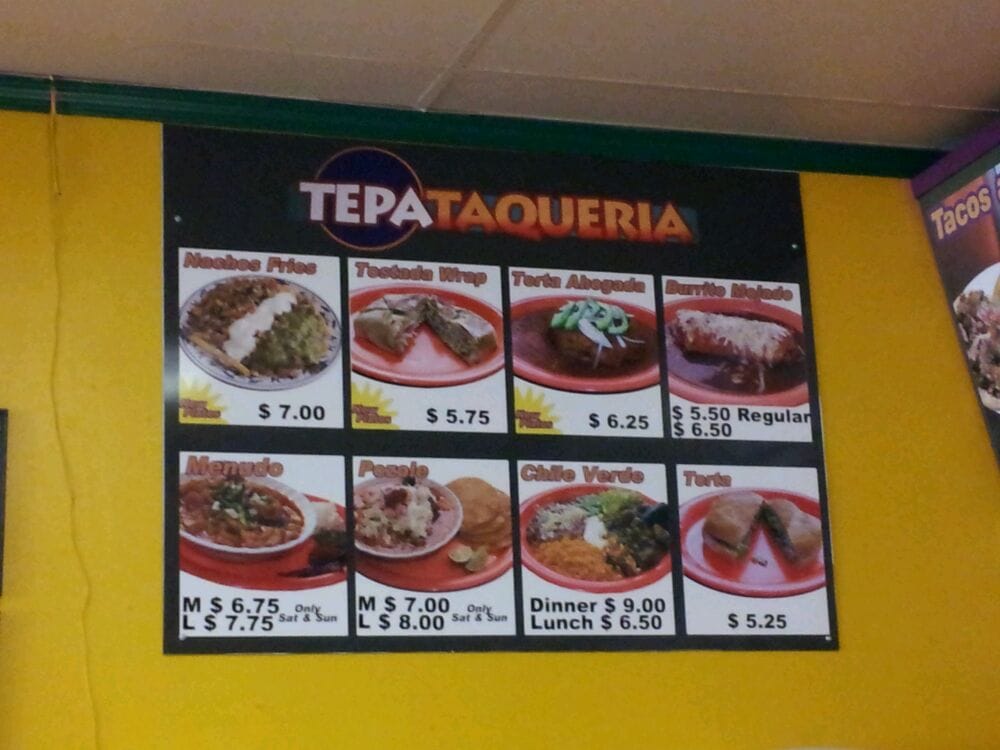 TEPA TAQUERIA
Nachos Fries
$ 7.00
Tostada Wrap
$ 5.75
Torta Ahogada
$ 6.25
Burrito Mojado
$ 5.50 Regular
$ 6.50
Menudo
M $ 6.75
L $ 7.75
Only
Sat & Sun
Pozole
M $ 7.00
L $ 8.00
Only
Sat & Sun
Chile Verde
Dinner $ 9.00
Lunch $ 6.50
Torta
$ 5.25
Tacos